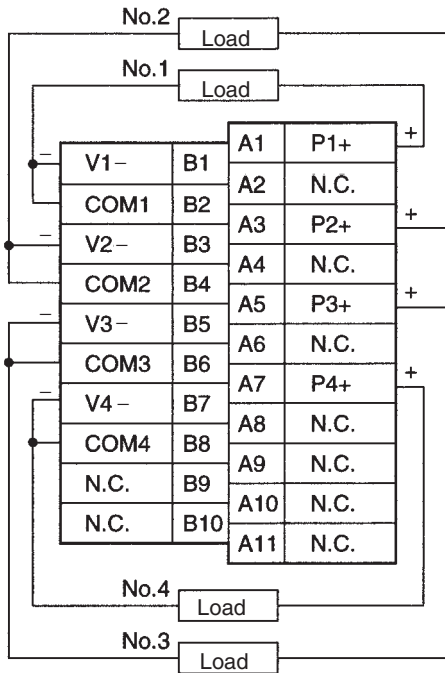 No.2
Load
No.1
Load
− V1− B1 A1 P1+ +
COM1 B2 A2 N.C.
− V2− B3 A3 P2+ +
COM2 B4 A4 N.C.
− V3− B5 A5 P3+ +
COM3 B6 A6 N.C.
− V4− B7 A7 P4+ +
COM4 B8 A8 N.C.
N.C. B9 A9 N.C.
N.C. B10 A10 N.C.
A11 N.C.
No.4
Load
No.3
Load